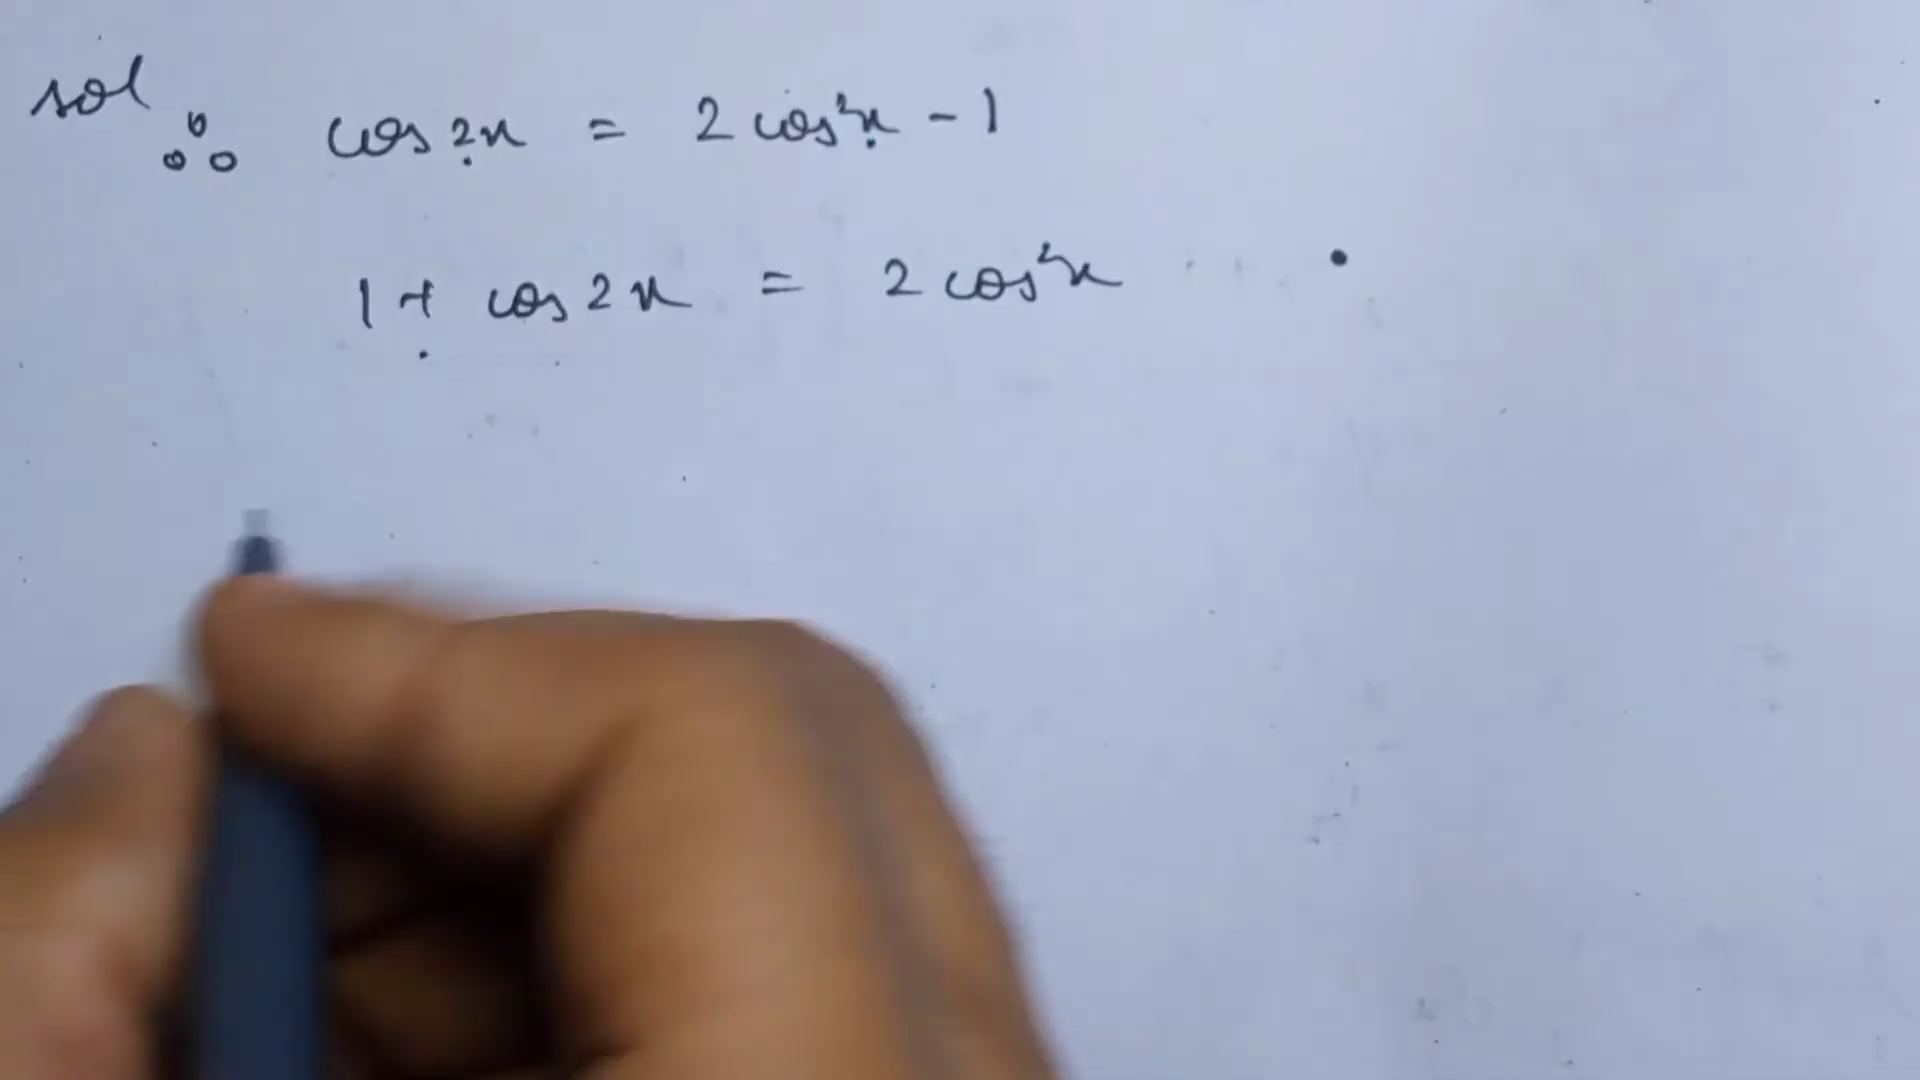 sol ∵ cos 2x = 2 cos²x - 1
1 + cos 2x = 2 cos²x